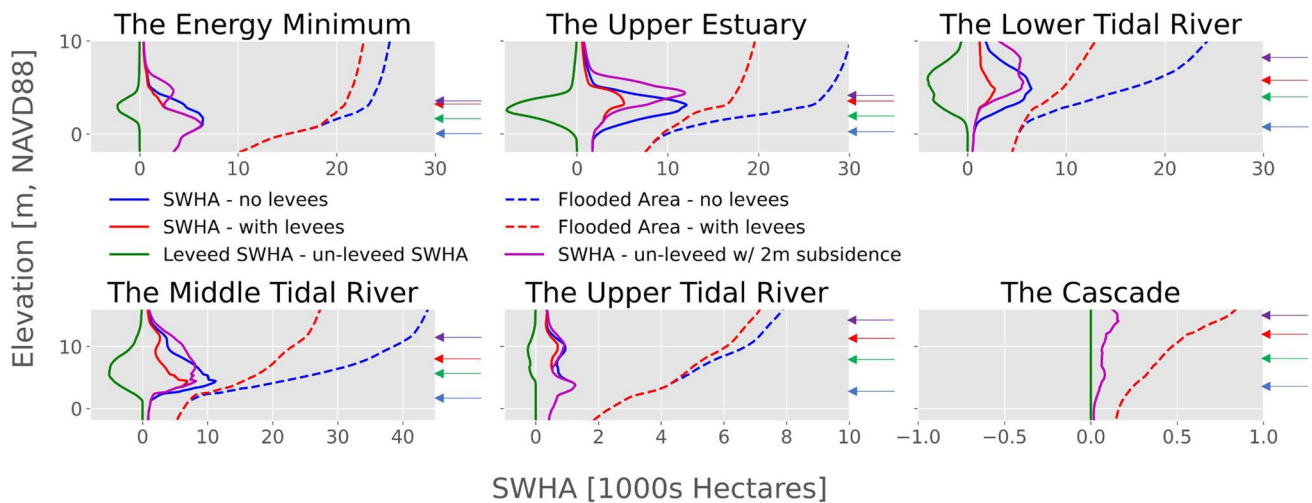 The Energy Minimum
The Upper Estuary
The Lower Tidal River
Elevation [m, NAVD88]
10
0
0
10
20
30
0
10
20
30
0
10
20
30
SWHA - no levees
SWHA - with levees
Leveed SWHA - un-leveed SWHA
Flooded Area - no levees
Flooded Area - with levees
SWHA - un-leveed w/ 2m subsidence
The Middle Tidal River
The Upper Tidal River
The Cascade
10
0
0
10
20
30
40
0
2
4
6
8
10
−1.0
−0.5
0.0
0.5
1.0
SWHA [1000s Hectares]